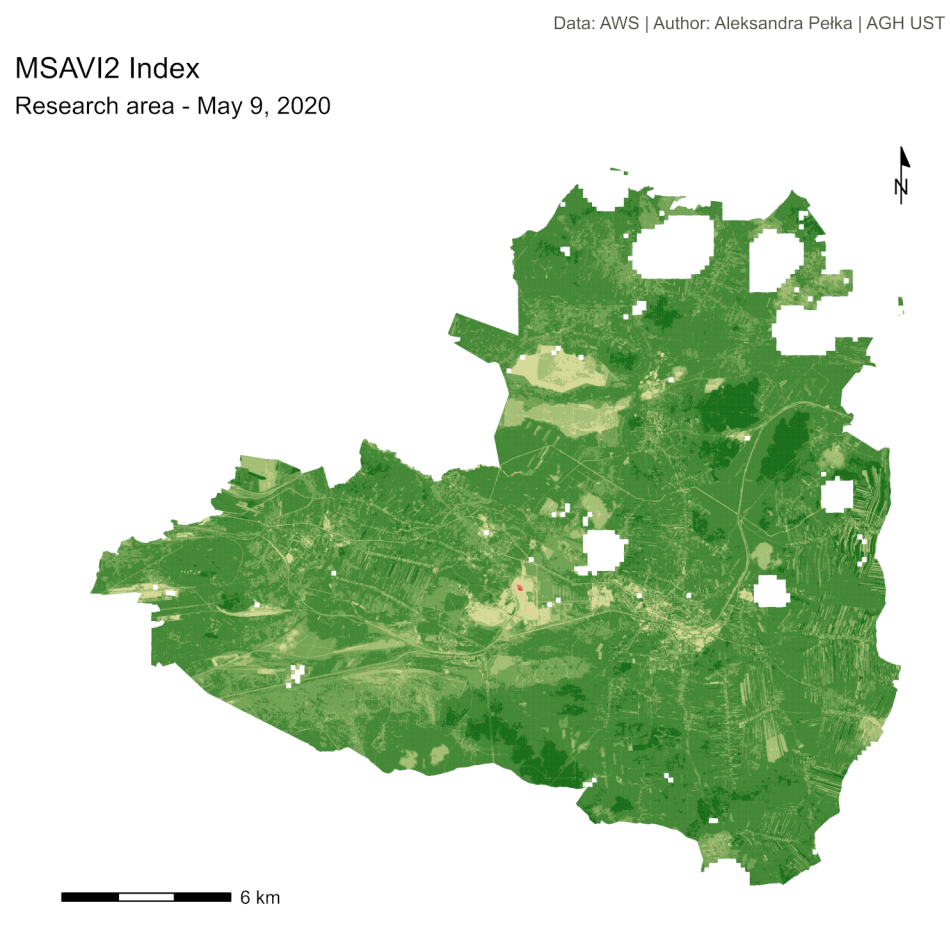 Data: AWS | Author: Aleksandra Pełka | AGH UST
MSAVI2 Index
Research area - May 9, 2020
N
6 km